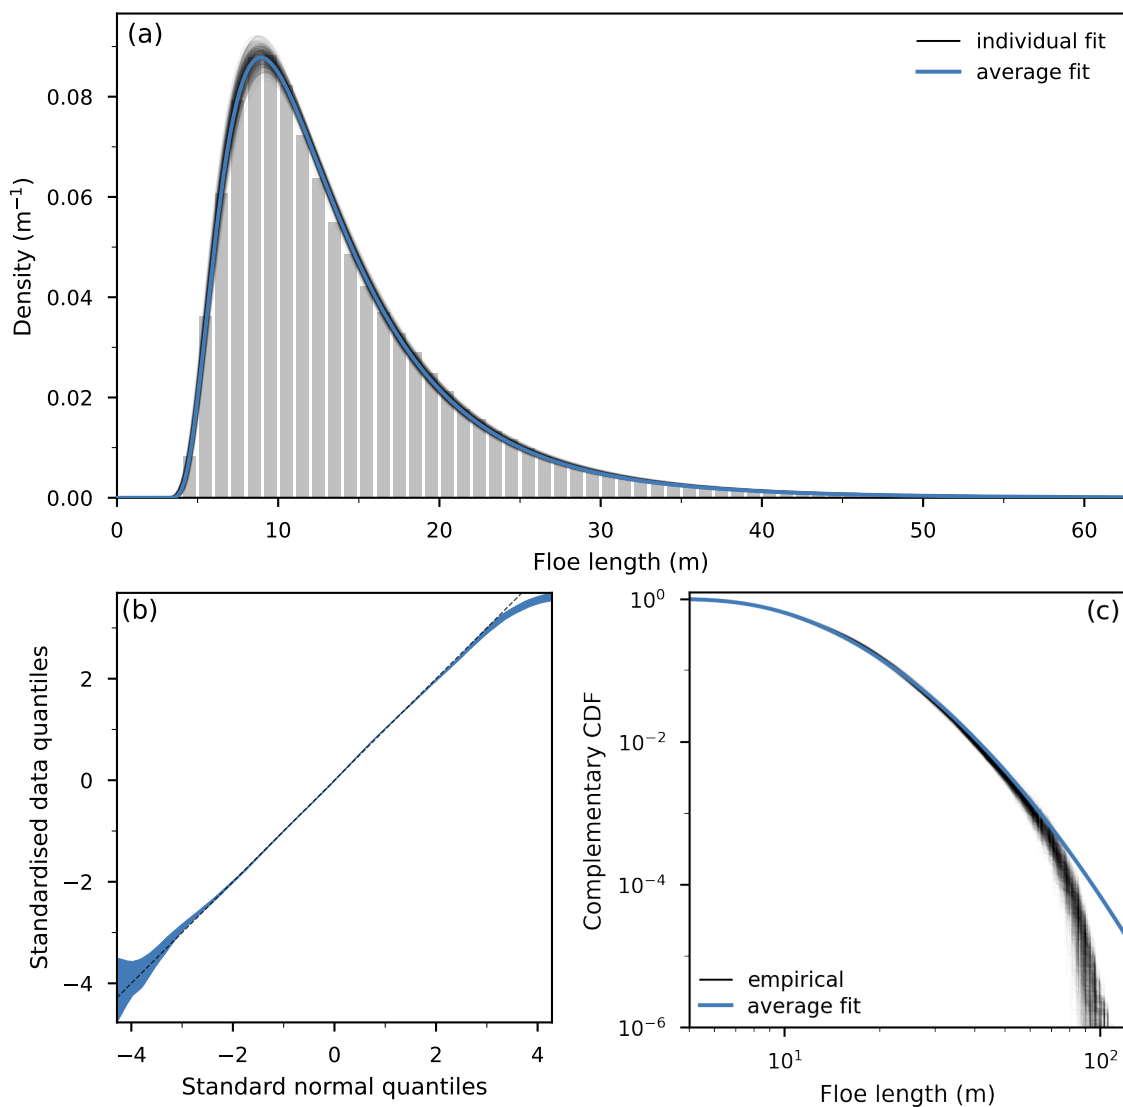 (a)
individual fit
average fit
Density (m⁻¹)
0.08
0.06
0.04
0.02
0.00
0 10 20 30 40 50 60
Floe length (m)
(b)
Standardised data quantiles
2
0
−2
−4
−4 −2 0 2 4
Standard normal quantiles
(c)
Complementary CDF
10⁰
10⁻²
10⁻⁴
10⁻⁶
empirical
average fit
10¹ 10²
Floe length (m)